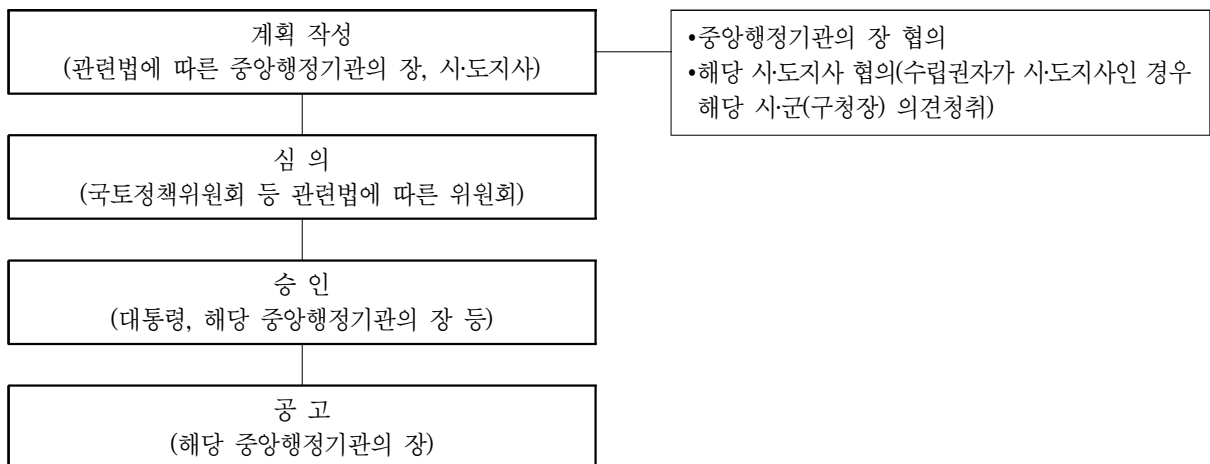 계획 작성
(관련법에 따른 중앙행정기관의 장, 시·도지사)
•중앙행정기관의 장 협의
•해당 시·도지사 협의(수립권자가 시·도지사인 경우
해당 시·군(구청장) 의견청취)
심 의
(국토정책위원회 등 관련법에 따른 위원회)
승 인
(대통령, 해당 중앙행정기관의 장 등)
공 고
(해당 중앙행정기관의 장)